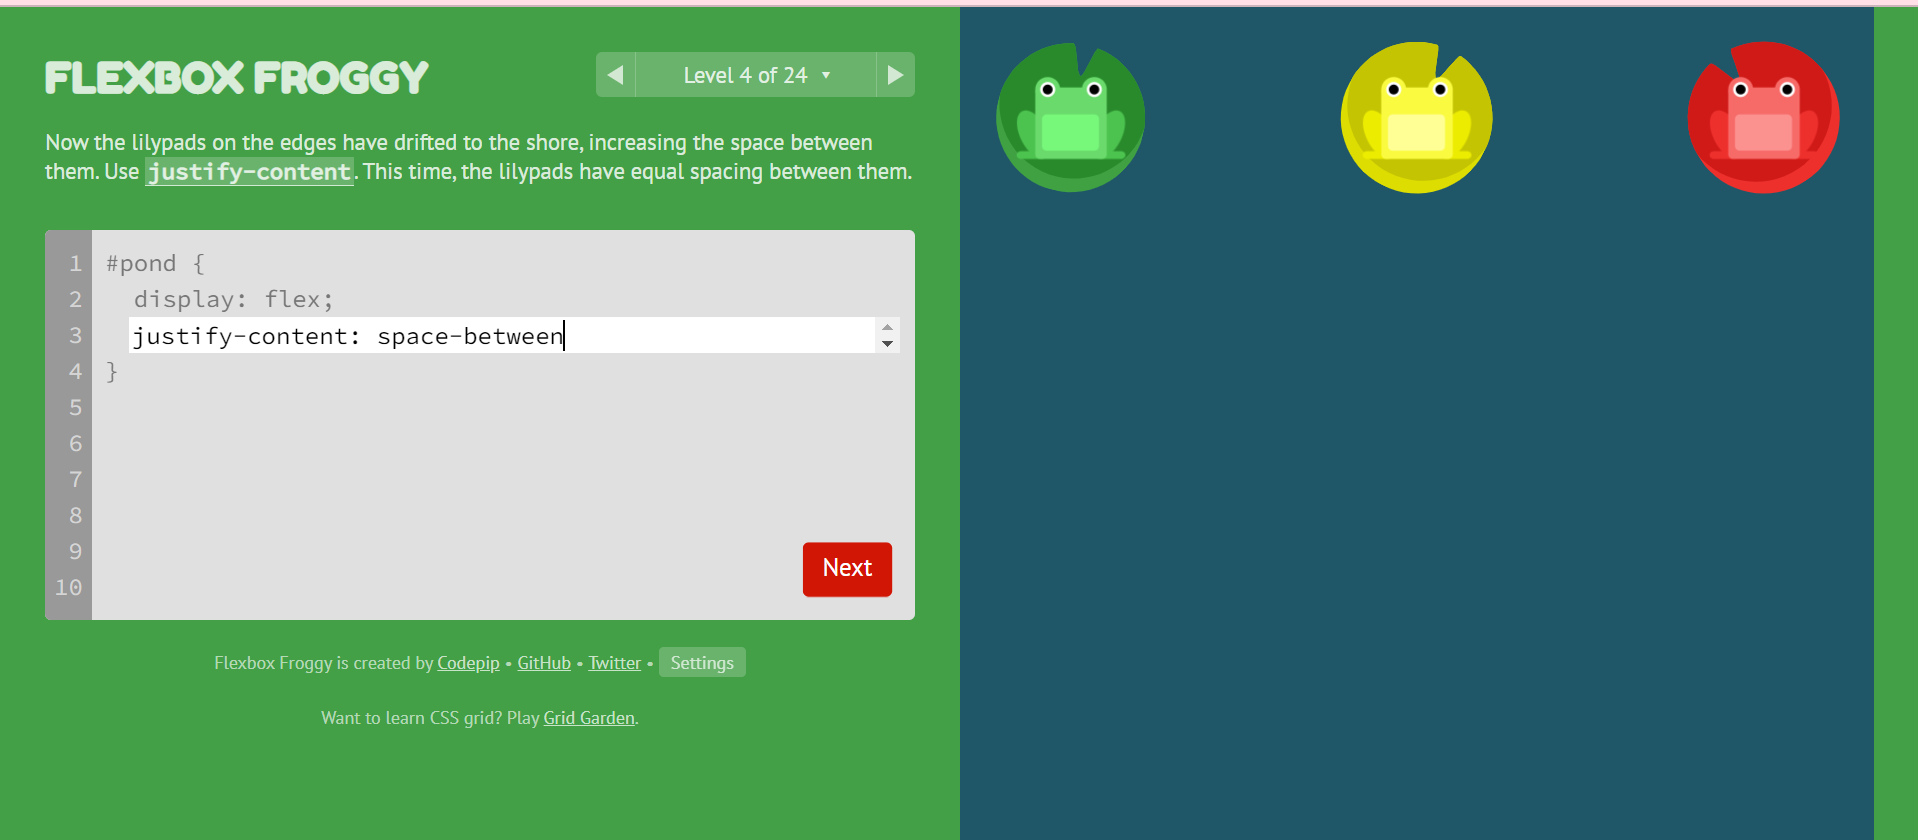 FLEXBOX FROGGY
Level 4 of 24
Now the lilypads on the edges have drifted to the shore, increasing the space between
them. Use justify-content. This time, the lilypads have equal spacing between them.
1 #pond {
2 display: flex;
3 justify-content: space-between
4 }
5
6
7
8
9
10
Next
Flexbox Froggy is created by Codepip • GitHub • Twitter • Settings
Want to learn CSS grid? Play Grid Garden.